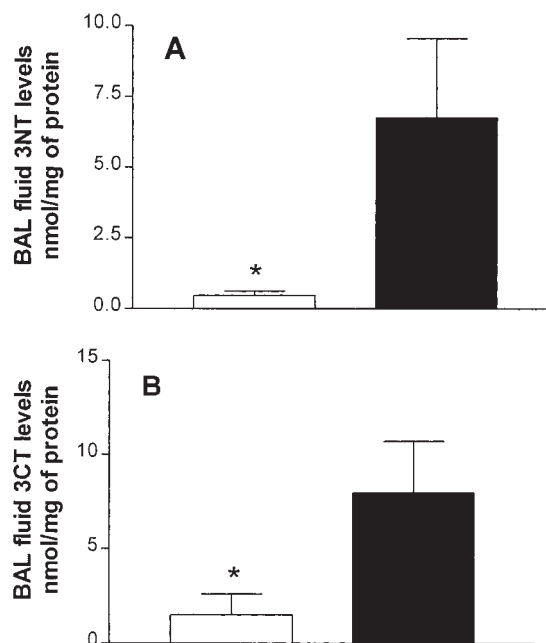 A
BAL fluid 3NT levels
nmol/mg of protein
10.0
7.5
5.0
2.5
0.0
*
B
BAL fluid 3CT levels
nmol/mg of protein
15
10
5
0
*